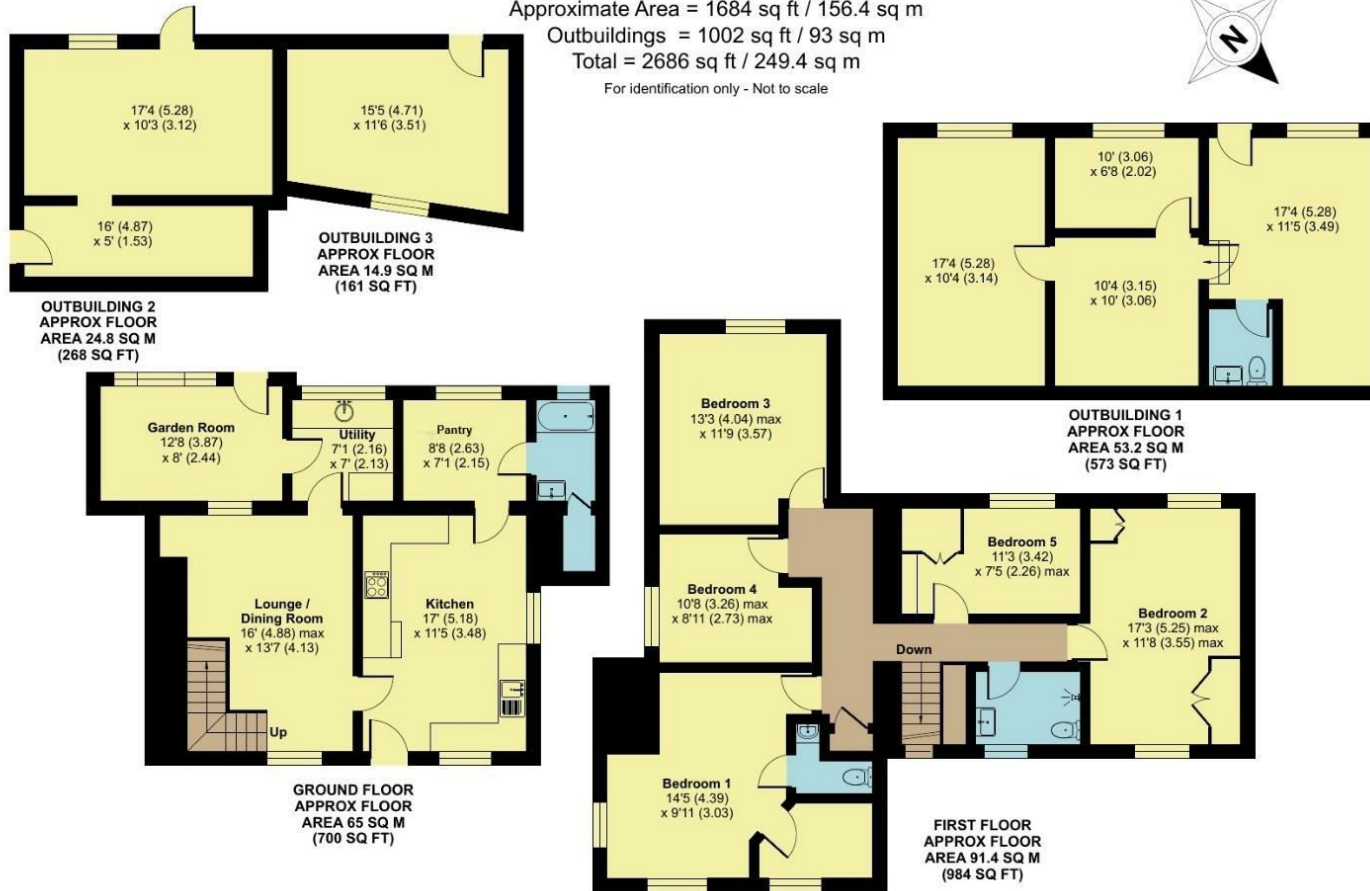 Approximate Area = 1684 sq ft / 156.4 sq m
Outbuildings = 1002 sq ft / 93 sq m
Total = 2686 sq ft / 249.4 sq m
For identification only - Not to scale
N
17'4 (5.28)
x 10'3 (3.12)
16' (4.87)
x 5' (1.53)
OUTBUILDING 2
APPROX FLOOR
AREA 24.8 SQ M
(268 SQ FT)
15'5 (4.71)
x 11'6 (3.51)
OUTBUILDING 3
APPROX FLOOR
AREA 14.9 SQ M
(161 SQ FT)
17'4 (5.28)
x 10'4 (3.14)
10' (3.06)
x 6'8 (2.02)
10'4 (3.15)
x 10' (3.06)
17'4 (5.28)
x 11'5 (3.49)
OUTBUILDING 1
APPROX FLOOR
AREA 53.2 SQ M
(573 SQ FT)
Garden Room
12'8 (3.87)
x 8' (2.44)
Utility
7'1 (2.16)
x 7' (2.13)
Pantry
8'8 (2.63)
x 7'1 (2.15)
Lounge /
Dining Room
16' (4.88) max
x 13'7 (4.13)
Kitchen
17' (5.18)
x 11'5 (3.48)
Up
GROUND FLOOR
APPROX FLOOR
AREA 65 SQ M
(700 SQ FT)
Bedroom 3
13'3 (4.04) max
x 11'9 (3.57)
Bedroom 4
10'8 (3.26) max
x 8'11 (2.73) max
Bedroom 5
11'3 (3.42)
x 7'5 (2.26) max
Bedroom 2
17'3 (5.25) max
x 11'8 (3.55) max
Down
Bedroom 1
14'5 (4.39)
x 9'11 (3.03)
FIRST FLOOR
APPROX FLOOR
AREA 91.4 SQ M
(984 SQ FT)